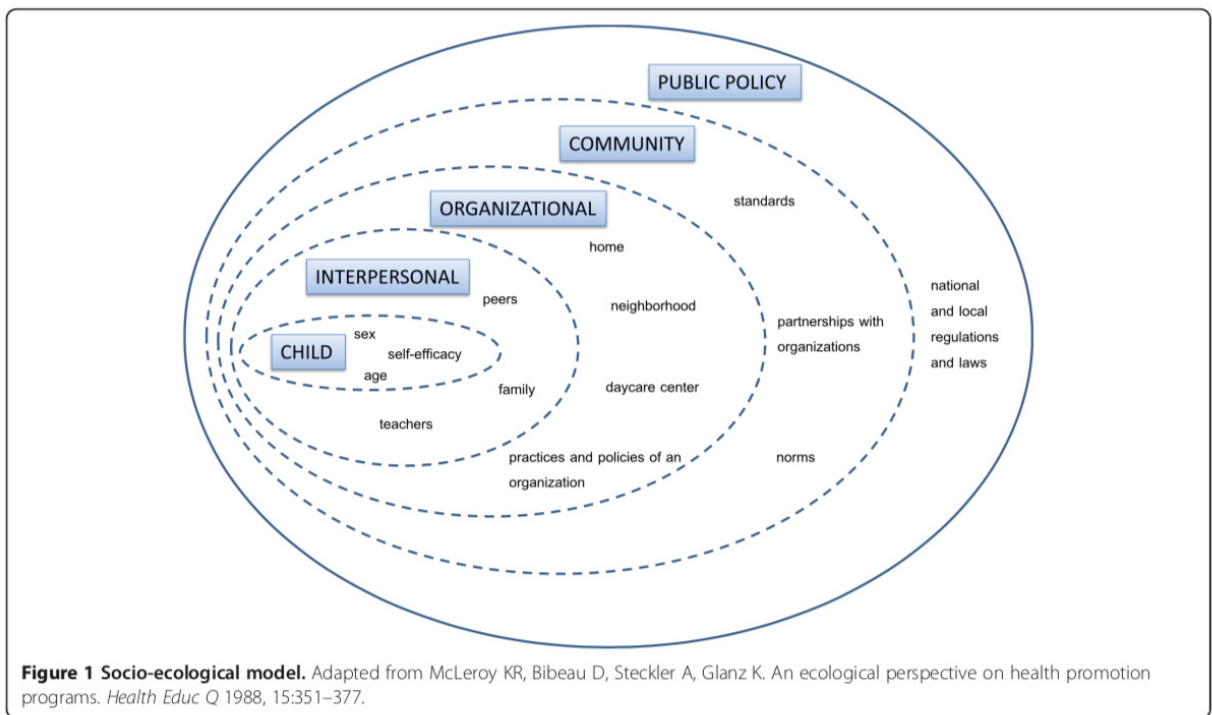 PUBLIC POLICY
COMMUNITY
standards
ORGANIZATIONAL
home
INTERPERSONAL
peers
neighborhood
national
and local
regulations
and laws
partnerships with
organizations
sex
CHILD
self-efficacy
age
family
daycare center
teachers
practices and policies of an
organization
norms
Figure 1 Socio-ecological model. Adapted from McLeroy KR, Bibeau D, Steckler A, Glanz K. An ecological perspective on health promotion
programs. Health Educ Q 1988, 15:351–377.